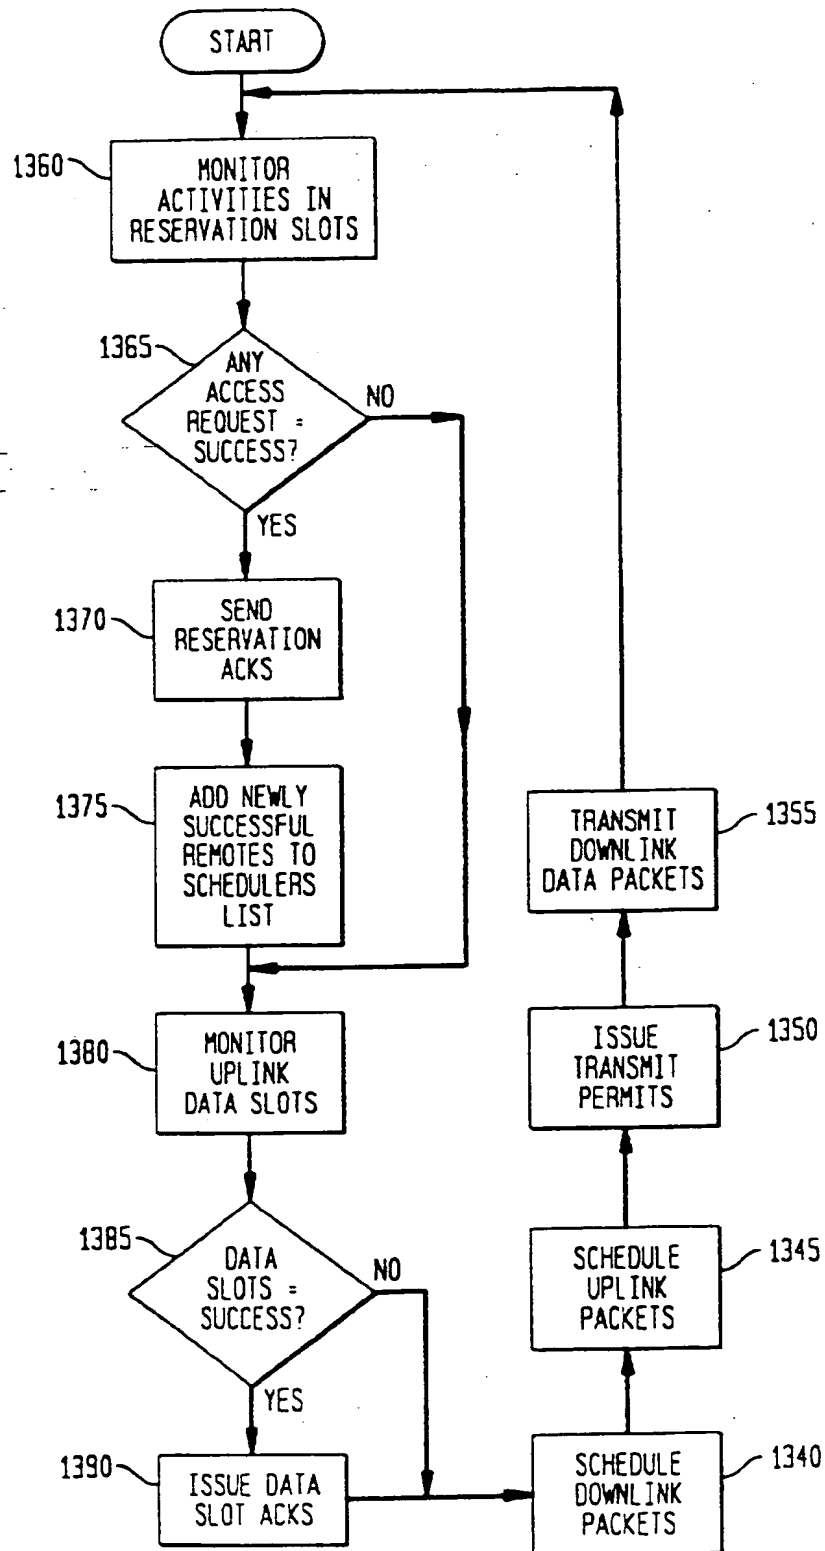 START
1360
MONITOR
ACTIVITIES IN
RESERVATION SLOTS
1365
ANY
ACCESS
REQUEST =
SUCCESS?
NO
YES
1370
SEND
RESERVATION
ACKS
1375
ADD NEWLY
SUCCESSFUL
REMOTES TO
SCHEDULERS
LIST
1380
MONITOR
UPLINK
DATA SLOTS
1385
DATA
SLOTS =
SUCCESS?
NO
YES
1390
ISSUE DATA
SLOT ACKS
SCHEDULE
DOWNLINK
PACKETS
1340
SCHEDULE
UPLINK
PACKETS
1345
ISSUE
TRANSMIT
PERMITS
1350
TRANSMIT
DOWNLINK
DATA PACKETS
1355